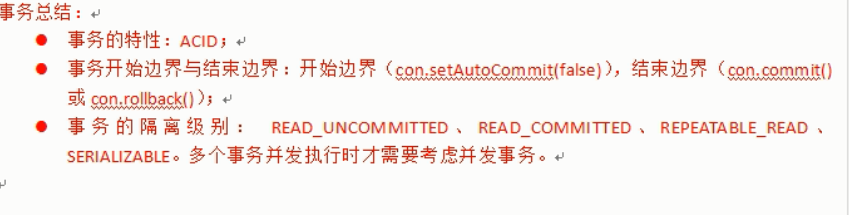 事务总结：
● 事务的特性：ACID；
● 事务开始边界与结束边界：开始边界（con.setAutoCommit(false)），结束边界（con.commit()
或 con.rollback()）；
● 事务的隔离级别： READ_UNCOMMITTED、READ_COMMITTED、REPEATABLE_READ、
SERIALIZABLE。多个事务并发执行时才需要考虑并发事务。